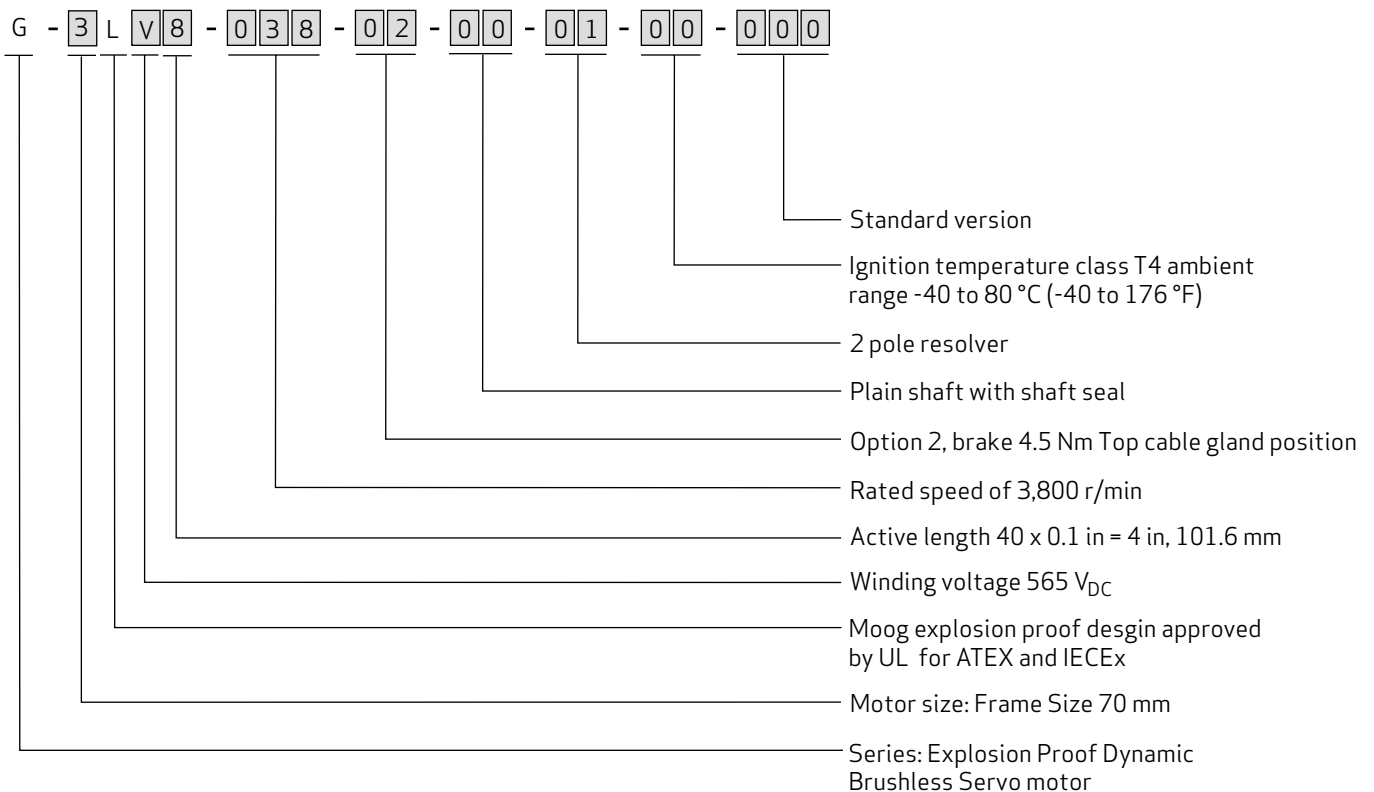 G - 3 L V 8 - 0 3 8 - 0 2 - 0 0 - 0 1 - 0 0 - 0 0 0
Standard version
Ignition temperature class T4 ambient
range -40 to 80 °C (-40 to 176 °F)
2 pole resolver
Plain shaft with shaft seal
Option 2, brake 4.5 Nm Top cable gland position
Rated speed of 3,800 r/min
Active length 40 x 0.1 in = 4 in, 101.6 mm
Winding voltage 565 VDC
Moog explosion proof desgin approved
by UL for ATEX and IECEx
Motor size: Frame Size 70 mm
Series: Explosion Proof Dynamic
Brushless Servo motor